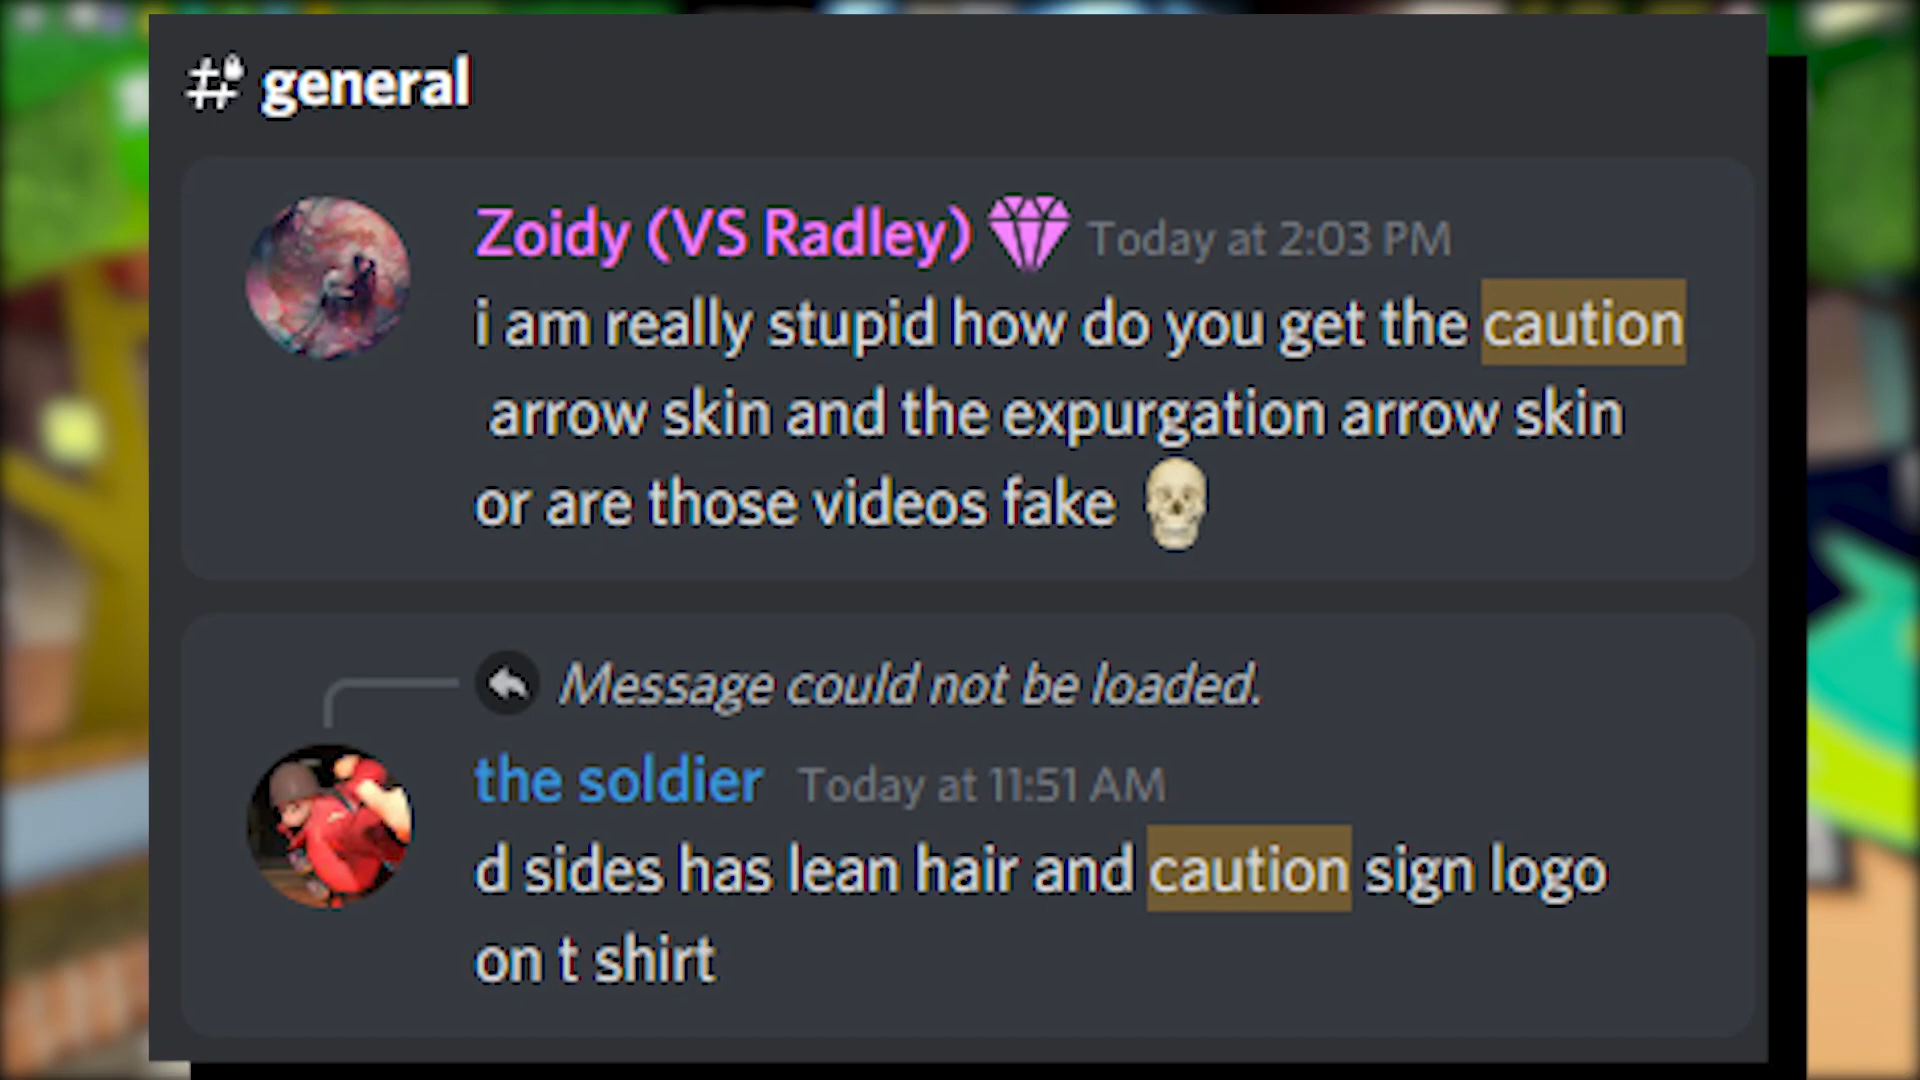 general
Zoidy (VS Radley) Today at 2:03 PM
i am really stupid how do you get the caution
arrow skin and the expurgation arrow skin
or are those videos fake 💀
Message could not be loaded.
the soldier Today at 11:51 AM
d sides has lean hair and caution sign logo
on t shirt